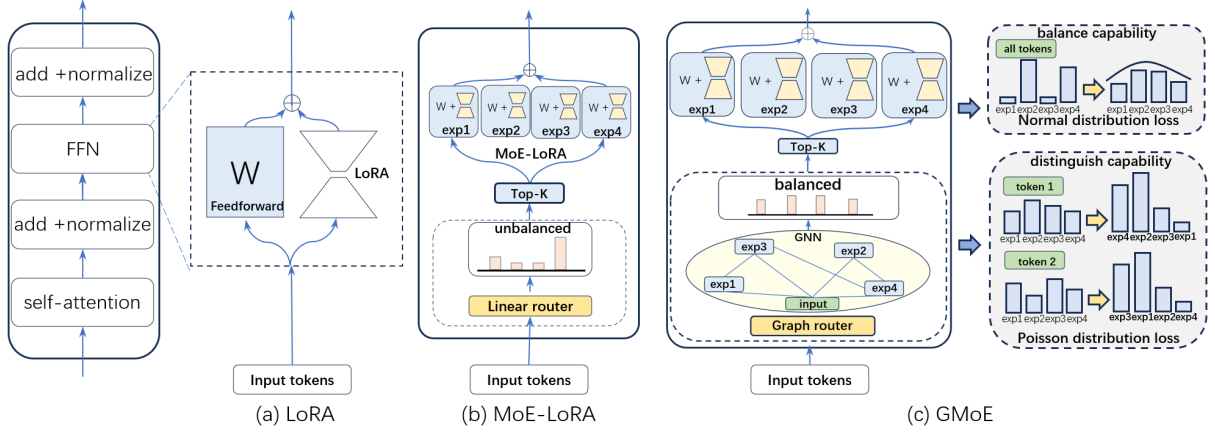 add +normalize
FFN
add +normalize
self-attention
W
Feedforward
LoRA
Input tokens
(a) LoRA
W +
W +
W +
W +
exp1
exp2
exp3
exp4
MoE-LoRA
Top-K
unbalanced
Linear router
Input tokens
(b) MoE-LoRA
W +
W +
W +
W +
exp1
exp2
exp3
exp4
Top-K
balanced
GNN
exp3
exp2
exp1
exp4
input
Graph router
Input tokens
(c) GMoE
balance capability
all tokens
exp1 exp2 exp3 exp4
exp1 exp2 exp3 exp4
Normal distribution loss
distinguish capability
token 1
exp1 exp2 exp3 exp4
exp4 exp2 exp3 exp1
token 2
exp1 exp2 exp3 exp4
exp3 exp1 exp2 exp4
Poisson distribution loss